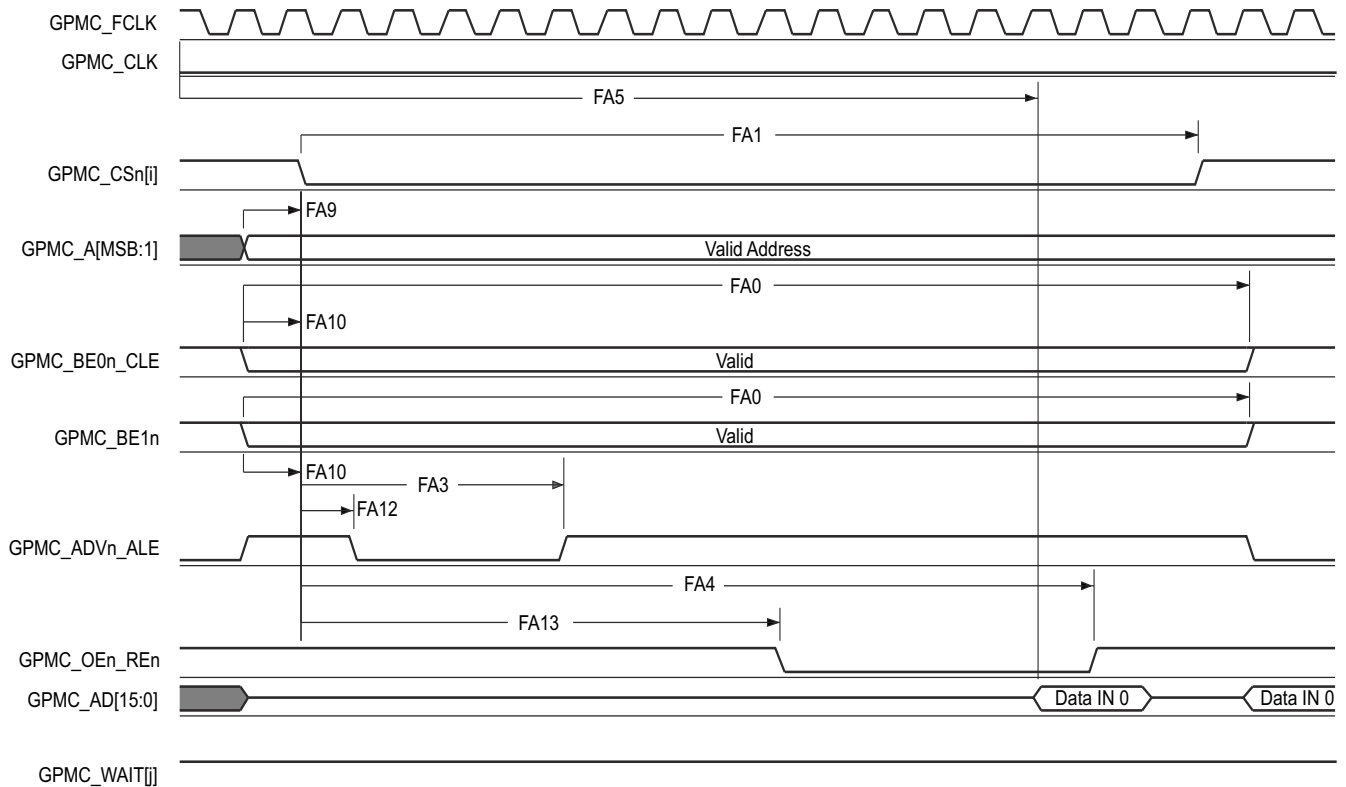 GPMC_FCLK
GPMC_CLK
FA5
FA1
GPMC_CSn[i]
FA9
GPMC_A[MSB:1]
Valid Address
FA0
FA10
GPMC_BE0n_CLE
Valid
FA0
GPMC_BE1n
Valid
FA10
FA3
FA12
GPMC_ADVn_ALE
FA4
FA13
GPMC_OEn_REn
GPMC_AD[15:0]
Data IN 0
Data IN 0
GPMC_WAIT[j]